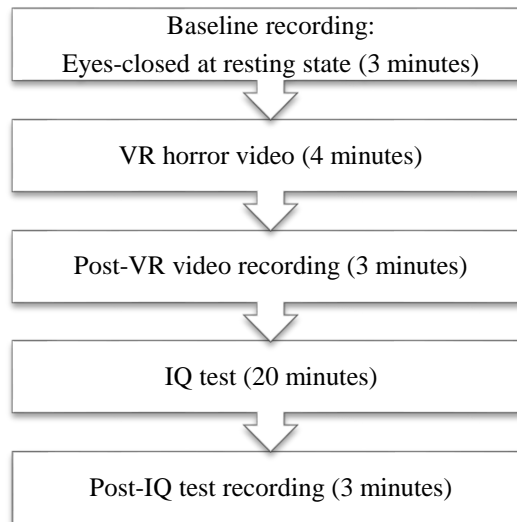 Baseline recording:
Eyes-closed at resting state (3 minutes)
VR horror video (4 minutes)
Post-VR video recording (3 minutes)
IQ test (20 minutes)
Post-IQ test recording (3 minutes)